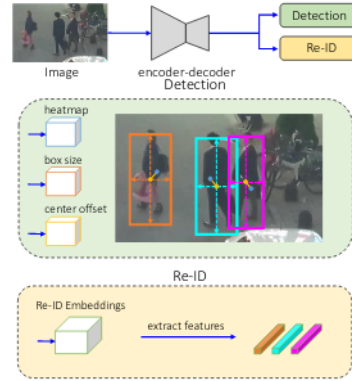 Detection
Re-ID
Image
encoder-decoder
Detection
heatmap
box size
center offset
Re-ID
Re-ID Embeddings
extract features